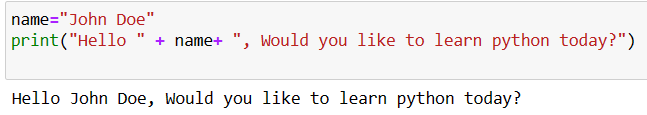 name="John Doe"
print("Hello " + name+ ", Would you like to learn python today?")
Hello John Doe, Would you like to learn python today?